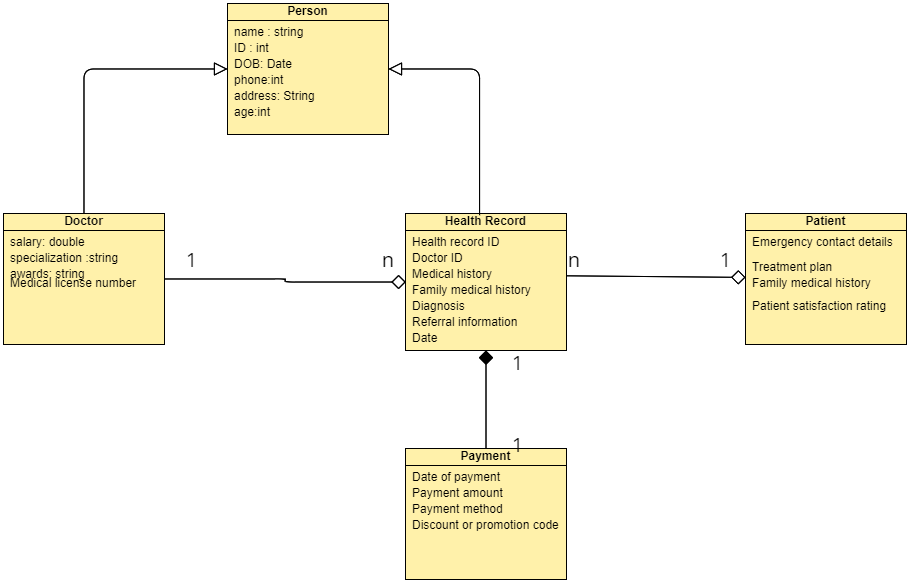 Person
name : string
ID : int
DOB: Date
phone:int
address: String
age:int
Doctor
salary: double
specialization :string
awards: string
Medical license number
1
n
Health Record
Health record ID
Doctor ID
Medical history
Family medical history
Diagnosis
Referral information
Date
n
1
Patient
Emergency contact details
Treatment plan
Family medical history
Patient satisfaction rating
1
1
Payment
Date of payment
Payment amount
Payment method
Discount or promotion code